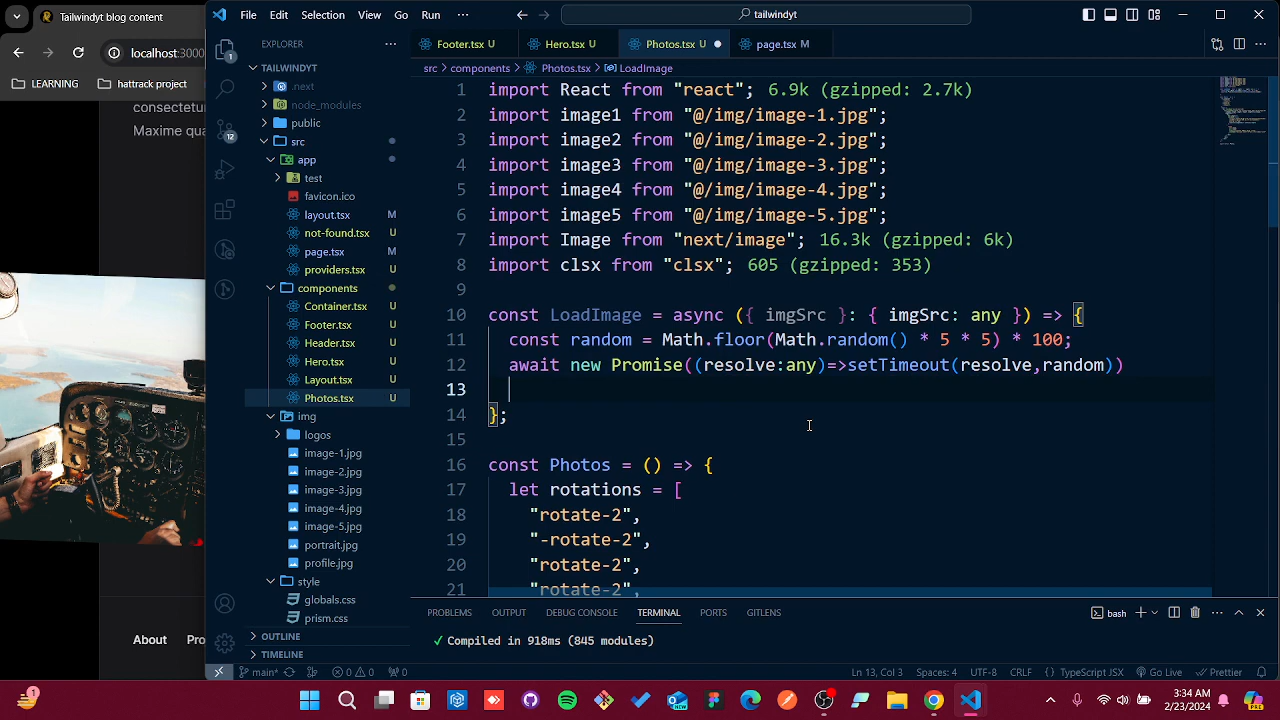 Tailwindyt blog content
localhost:3000
LEARNING
hattrack project
consectetu
Maxime qua
About
Pro
File Edit Selection View Go Run
tailwindyt
EXPLORER
TAILWINDYT
.next
node_modules
public
src
app
test
favicon.ico
layout.tsx M
not-found.tsx U
page.tsx M
providers.tsx U
components
Container.tsx U
Footer.tsx U
Header.tsx U
Hero.tsx U
Layout.tsx U
Photos.tsx U
img
logos
image-1.jpg U
image-2.jpg U
image-3.jpg U
image-4.jpg U
image-5.jpg U
portrait.jpg U
profile.jpg U
style
globals.css U
prism.css U
OUTLINE
TIMELINE
1
12
Footer.tsx U
Hero.tsx U
Photos.tsx U
page.tsx M
src > components > Photos.tsx > LoadImage
1 import React from "react"; 6.9k (gzipped: 2.7k)
2 import image1 from "@/img/image-1.jpg";
3 import image2 from "@/img/image-2.jpg";
4 import image3 from "@/img/image-3.jpg";
5 import image4 from "@/img/image-4.jpg";
6 import image5 from "@/img/image-5.jpg";
7 import Image from "next/image"; 16.3k (gzipped: 6k)
8 import clsx from "clsx"; 605 (gzipped: 353)
9
10 const LoadImage = async ({ imgSrc }: { imgSrc: any }) => {
11 const random = Math.floor(Math.random() * 5 * 5) * 100;
12 await new Promise((resolve:any)=>setTimeout(resolve,random))
13
14 };
15
16 const Photos = () => {
17 let rotations = [
18 "rotate-2",
19 "-rotate-2",
20 "rotate-2",
21 "rotate-2",
PROBLEMS OUTPUT DEBUG CONSOLE TERMINAL PORTS GITLENS
bash
✓ Compiled in 918ms (845 modules)
main* 0 0 0 Ln 13, Col 3 Spaces: 4 UTF-8 CRLF {} TypeScript JSX Go Live Prettier
1
NEW
3:34 AM
2/23/2024
PRE